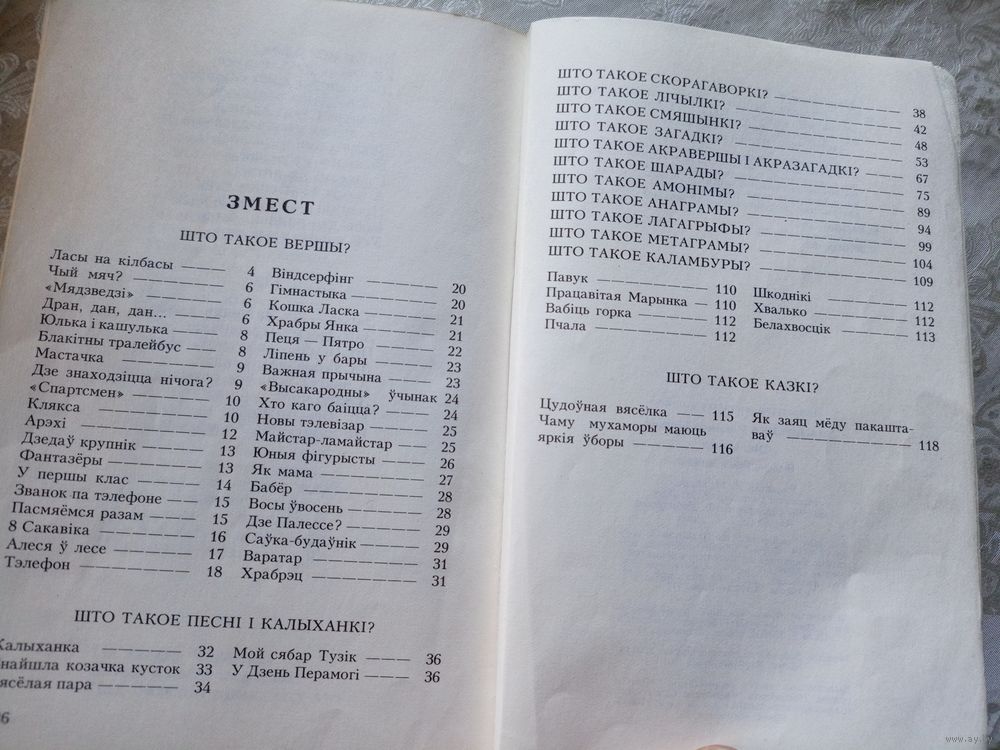 ЗМЕСТ
ШТО ТАКОЕ ВЕРШЫ?
Ласы на кілбасы 4
Чый мяч? 6
«Мядзведзі» 6
Дран, дан, дан... 6
Юлька і кашулька 8
Блакітны тралейбус 8
Мастачка 9
Дзе знаходзіцца нічога? 9
«Спартсмен» 10
Клякса 10
Арэхі 12
Дзедаў крупнік 13
Фантазёры 13
У першы клас 14
Званок па тэлефоне 15
Пасмяёмся разам 15
8 Сакавіка 16
Алеся ў лесе 17
Тэлефон 18
Віндсерфінг 20
Гімнастыка 20
Кошка Ласка 21
Храбры Янка 21
Пеця — Пятро 22
Ліпень у бары 23
Важная прычына 23
«Высакародны» ўчынак 24
Хто каго баіцца? 24
Новы тэлевізар 25
Майстар-ламайстар 25
Юныя фігурысты 26
Як мама 27
Бабёр 28
Восы ўвосень 28
Дзе Палессе? 29
Саўка-будаўнік 29
Варатар 31
Храбрэц 31
ШТО ТАКОЕ ПЕСНІ І КАЛЫХАНКІ?
Калыханка 32
найшла козачка кусток 33
ясёлая пара 34
Мой сябар Тузік 36
У Дзень Перамогі 36
6
ШТО ТАКОЕ СКОРАГАВОРКІ? 38
ШТО ТАКОЕ ЛІЧЫЛКІ? 42
ШТО ТАКОЕ СМЯШЫНКІ? 48
ШТО ТАКОЕ ЗАГАДКІ? 53
ШТО ТАКОЕ АКРАВЕРШЫ І АКРАЗАГАДКІ? 67
ШТО ТАКОЕ ШАРАДЫ? 75
ШТО ТАКОЕ АМОНІМЫ? 89
ШТО ТАКОЕ АНАГРАМЫ? 94
ШТО ТАКОЕ ЛАГАГРЫФЫ? 99
ШТО ТАКОЕ МЕТАГРАМЫ? 104
ШТО ТАКОЕ КАЛАМБУРЫ? 109
Павук 110
Працавітая Марынка 110
Вабіць горка 112
Пчала 112
Шкоднікі 112
Хвалько 112
Белахвосцік 113
ШТО ТАКОЕ КАЗКІ?
Цудоўная вясёлка 115
Чаму мухаморы маюць
яркія ўборы 116
Як заяц мёду пакашта-
ваў 118
www.ay.by